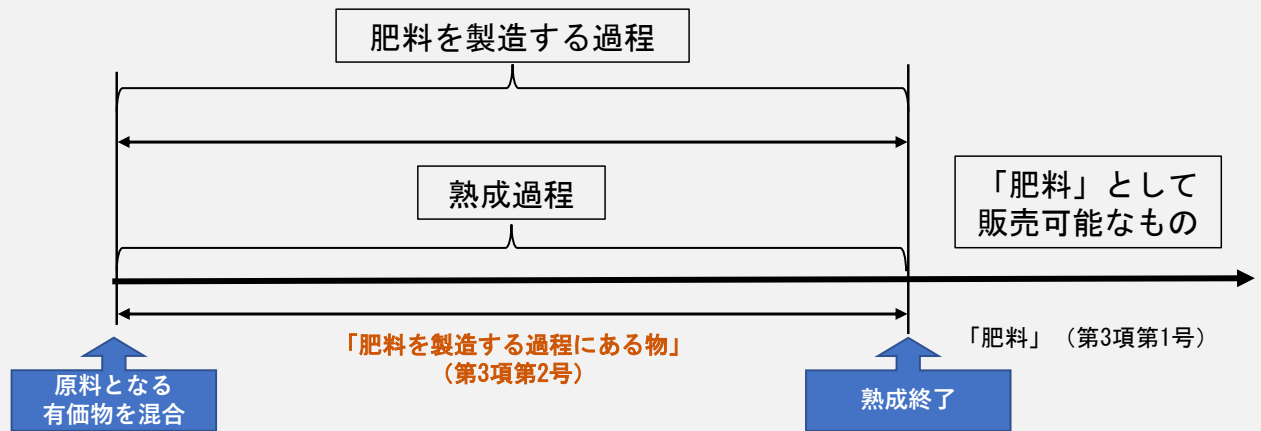 肥料を製造する過程
熟成過程
「肥料」として
販売可能なもの
「肥料を製造する過程にある物」
（第3項第2号）
「肥料」（第3項第1号）
原料となる
有価物を混合
熟成終了